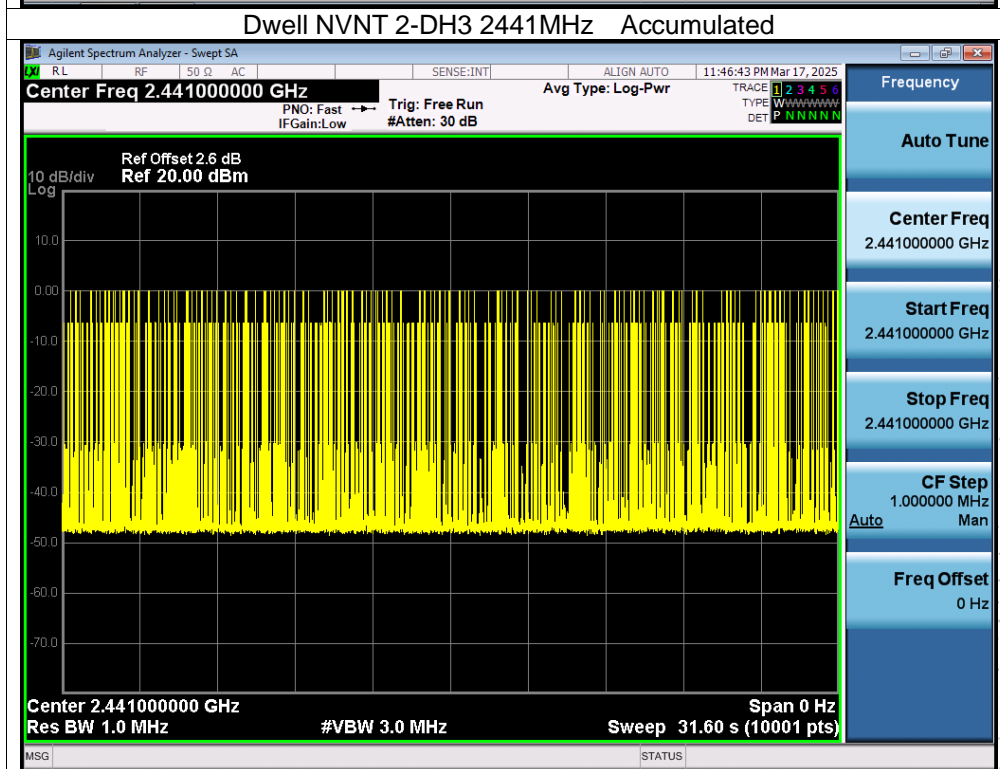 Dwell NVNT 2-DH3 2441MHz Accumulated
Agilent Spectrum Analyzer - Swept SA
LXI RL RF 50 Ω AC SENSE:INT ALIGN AUTO 11:46:43 PM Mar 17, 2025
Center Freq 2.441000000 GHz
PNO: Fast
IFGain:Low
Trig: Free Run
#Atten: 30 dB
Avg Type: Log-Pwr
TRACE 1 2 3 4 5 6
TYPE WWWWWWW
DET P N N N N N
Ref Offset 2.6 dB
10 dB/div Ref 20.00 dBm
Log
10.0
0.00
-10.0
-20.0
-30.0
-40.0
-50.0
-60.0
-70.0
Center 2.441000000 GHz Span 0 Hz
Res BW 1.0 MHz #VBW 3.0 MHz Sweep 31.60 s (10001 pts)
MSG STATUS
Frequency
Auto Tune
Center Freq
2.441000000 GHz
Start Freq
2.441000000 GHz
Stop Freq
2.441000000 GHz
CF Step
1.000000 MHz
Auto Man
Freq Offset
0 Hz